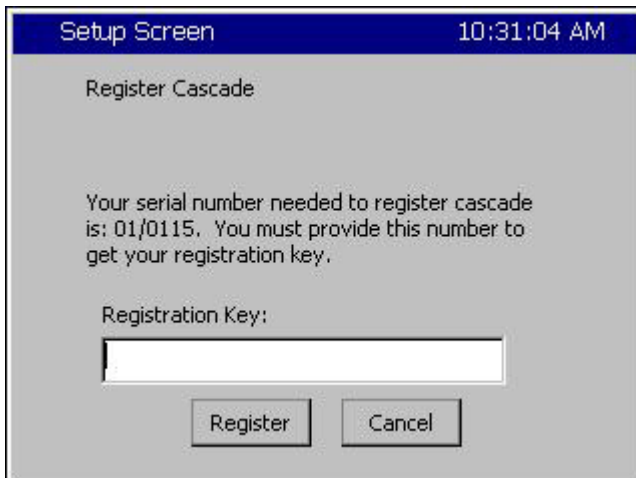 Setup Screen 10:31:04 AM
Register Cascade
Your serial number needed to register cascade
is: 01/0115.  You must provide this number to
get your registration key.
Registration Key:
Register Cancel